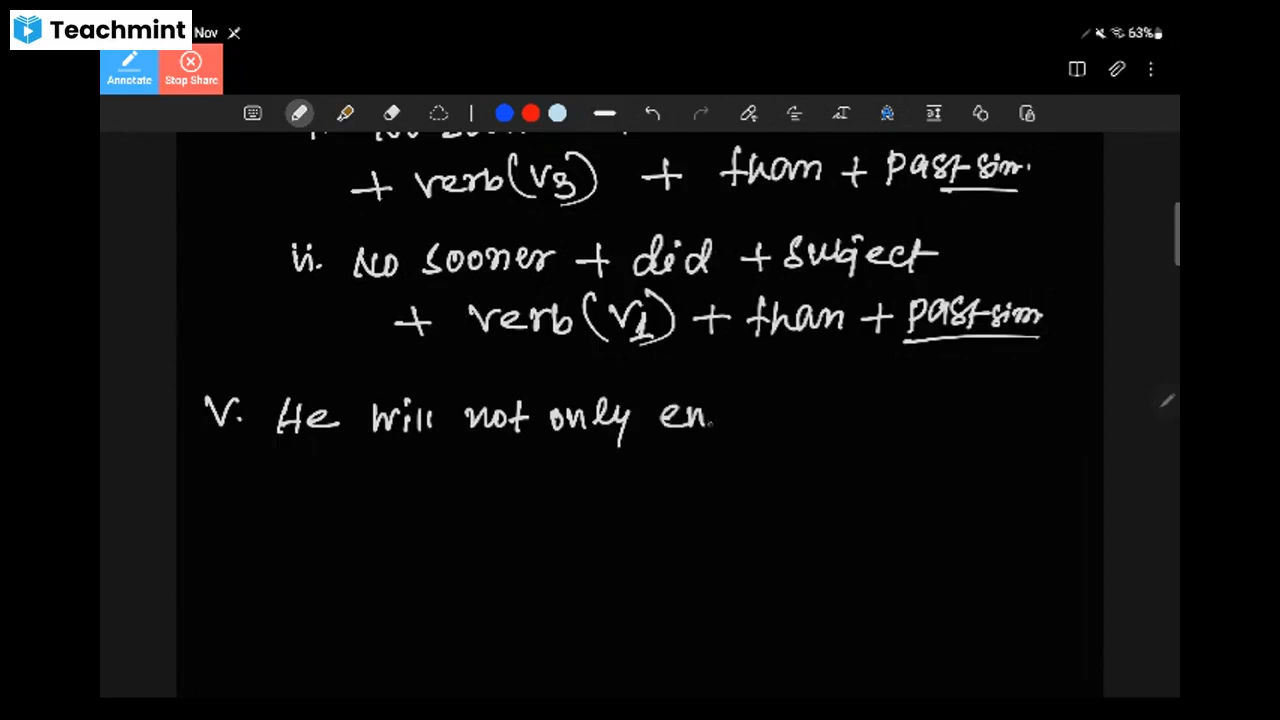 Teachmint
Nov
63%
Annotate
Stop Share
+ verb(V3) + than + past sim.
ii. No sooner + did + subject
+ verb(V1) + than + past sim
V. He will not only en